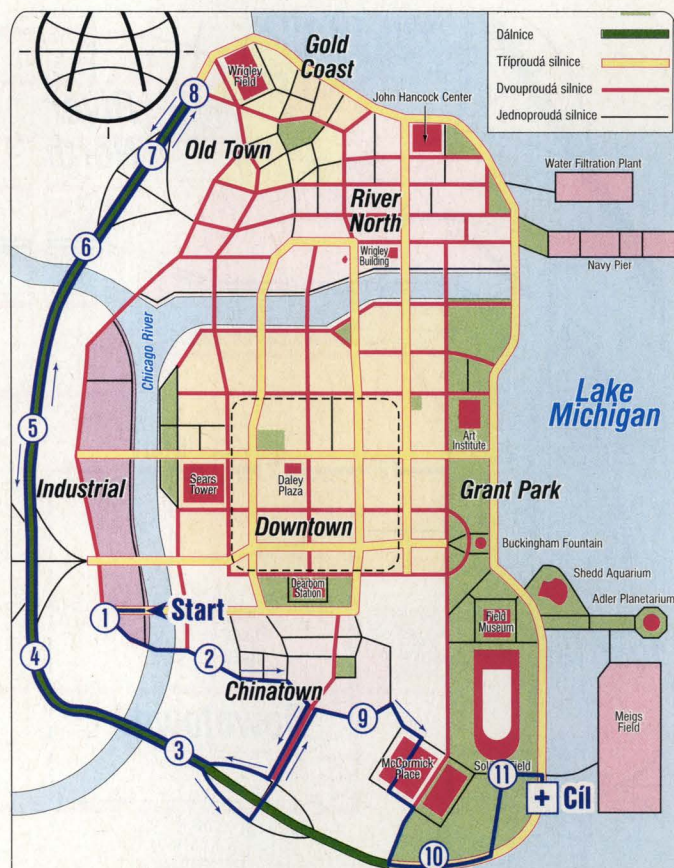 Dálnice
Tříproudá silnice
Dvouproudá silnice
Jednoproudá silnice
Gold
Coast
Wrigley
Field
John Hancock Center
8
7
Old Town
Water Filtration Plant
River
North
6
Wrigley
Building
Navy Pier
Chicago River
Lake
Michigan
5
Art
Institute
Industrial
Sears
Tower
Daley
Plaza
Grant Park
Downtown
Buckingham Fountain
Shedd Aquarium
Dearborn
Station
Adler Planetarium
1
Start
Field
Museum
2
4
Chinatown
Meigs
Field
9
3
McCormick
Place
Field
11
+ Cíl
10